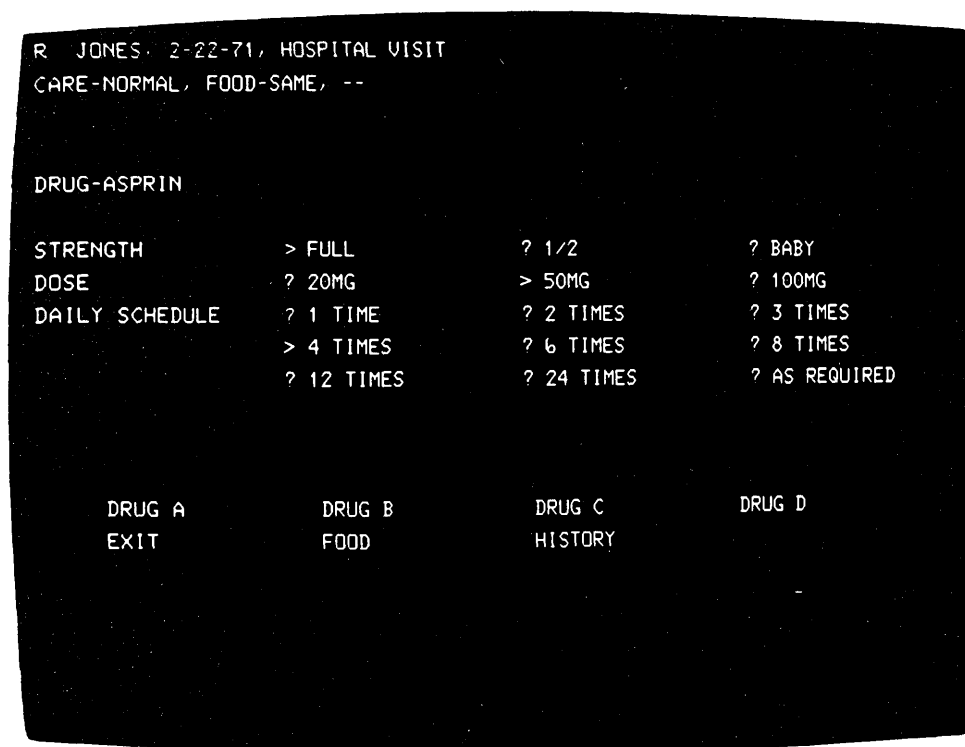 R JONES. 2-22-71, HOSPITAL VISIT
CARE-NORMAL, FOOD-SAME, --
DRUG-ASPRIN
STRENGTH > FULL ? 1/2 ? BABY
DOSE ? 20MG > 50MG ? 100MG
DAILY SCHEDULE ? 1 TIME ? 2 TIMES ? 3 TIMES
> 4 TIMES ? 6 TIMES ? 8 TIMES
? 12 TIMES ? 24 TIMES ? AS REQUIRED
DRUG A DRUG B DRUG C DRUG D
EXIT FOOD HISTORY
_